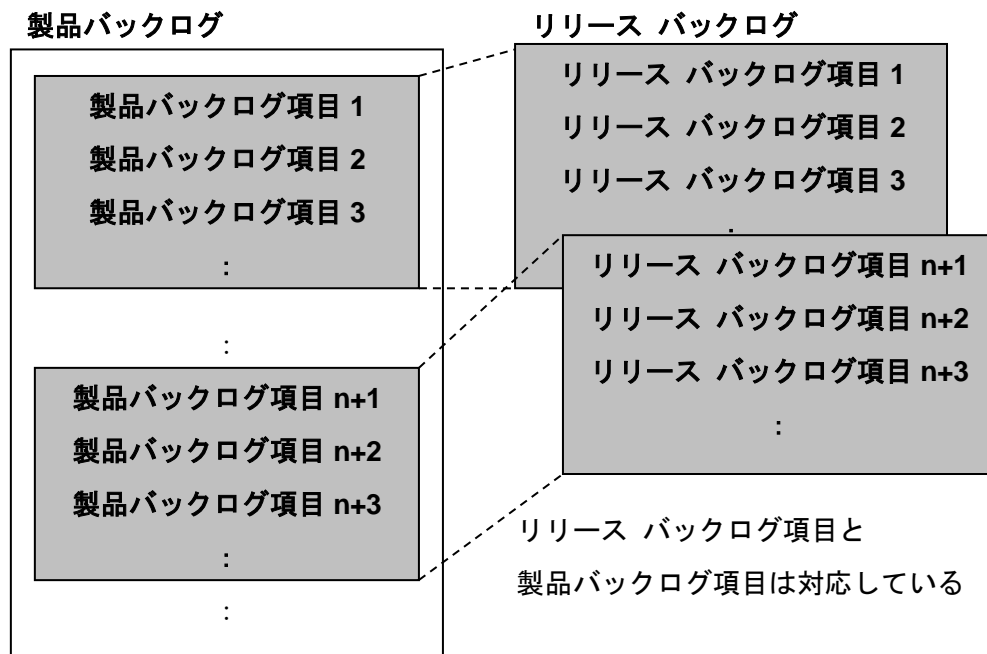 製品バックログ
製品バックログ項目 1
製品バックログ項目 2
製品バックログ項目 3
:
:
製品バックログ項目 n+1
製品バックログ項目 n+2
製品バックログ項目 n+3
:
:
リリース バックログ
リリース バックログ項目 1
リリース バックログ項目 2
リリース バックログ項目 3
:
リリース バックログ項目 n+1
リリース バックログ項目 n+2
リリース バックログ項目 n+3
:
リリース バックログ項目と
製品バックログ項目は対応している